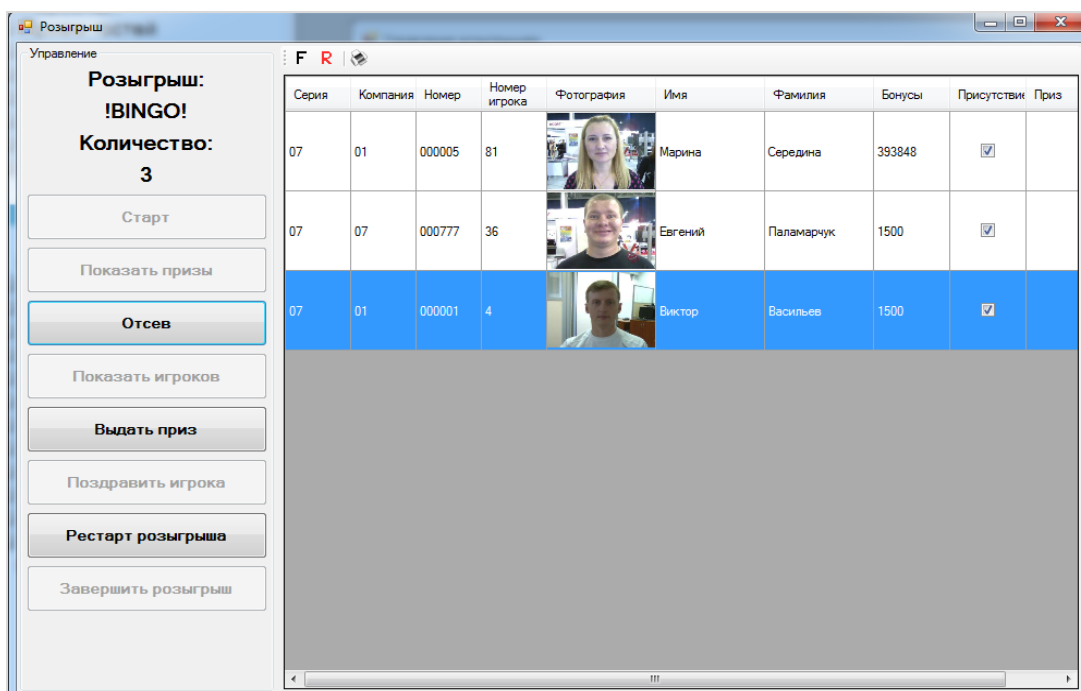 Розыгрыш
Управление
Розыгрыш:
!BINGO!
Количество:
3
Старт
Показать призы
Отсев
Показать игроков
Выдать приз
Поздравить игрока
Рестарт розыгрыша
Завершить розыгрыш
F R
Серия Компания Номер Номер игрока Фотография Имя Фамилия Бонусы Присутствие Приз
07 01 000005 81 Марина Середина 393848
07 07 000777 36 Евгений Паламарчук 1500
07 01 000001 4 Виктор Васильев 1500